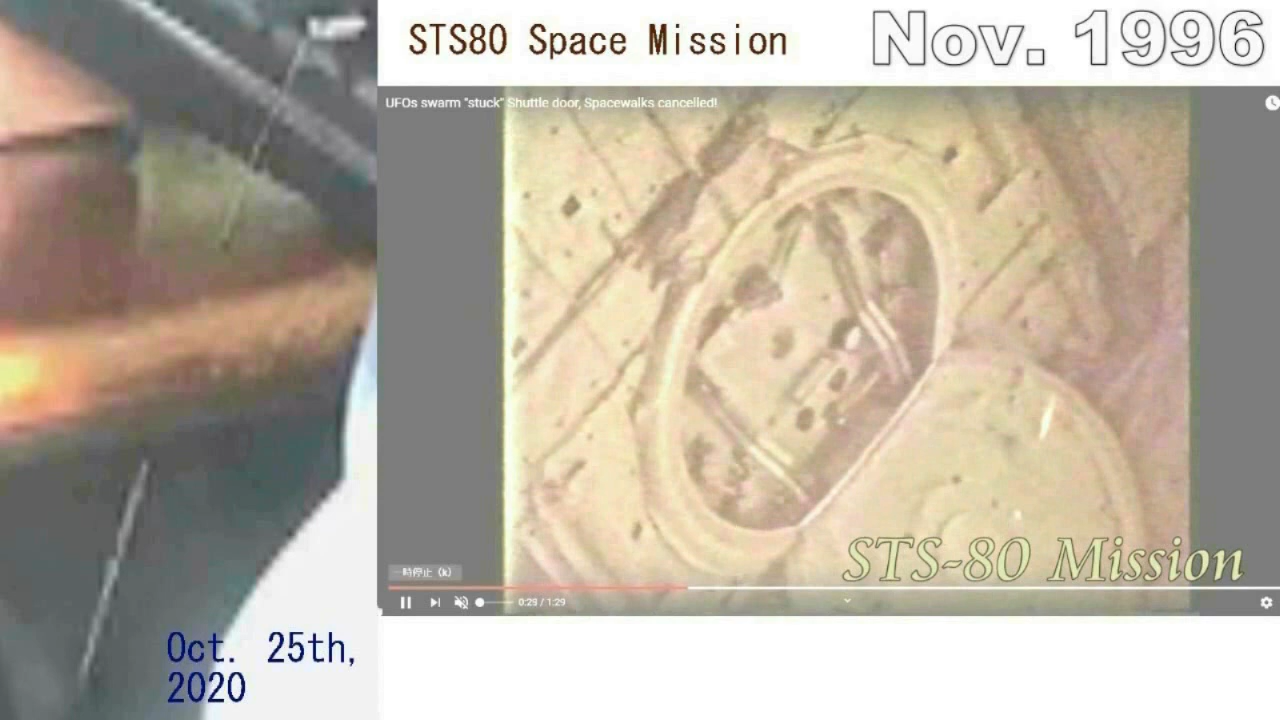 STS80 Space Mission
Nov. 1996
UFOs swarm "stuck" Shuttle door, Spacewalks cancelled!
STS-80 Mission
一時停止 (k)
0:29 / 1:29
Oct. 25th,
2020